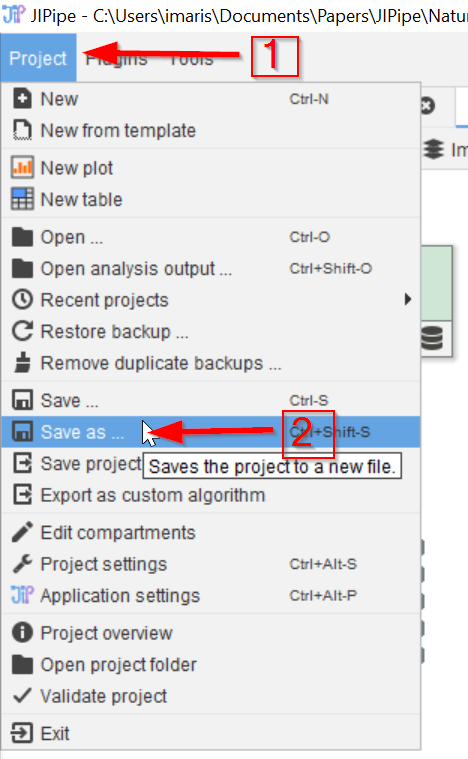 JIPipe - C:\Users\imaris\Documents\Papers\JIPipe\Natu
Project Plugins Tools 1
New Ctrl-N
New from template
Im
New plot
New table
Open ... Ctrl-O
Open analysis output ... Ctrl+Shift-O
Recent projects
Restore backup ...
Remove duplicate backups ...
Save ... Ctrl-S
Save as ... 2 Ctrl+Shift-S
Save project
Saves the project to a new file.
Export as custom algorithm
Edit compartments
Project settings Ctrl+Alt-S
JIP Application settings Ctrl+Alt-P
Project overview
Open project folder
Validate project
Exit